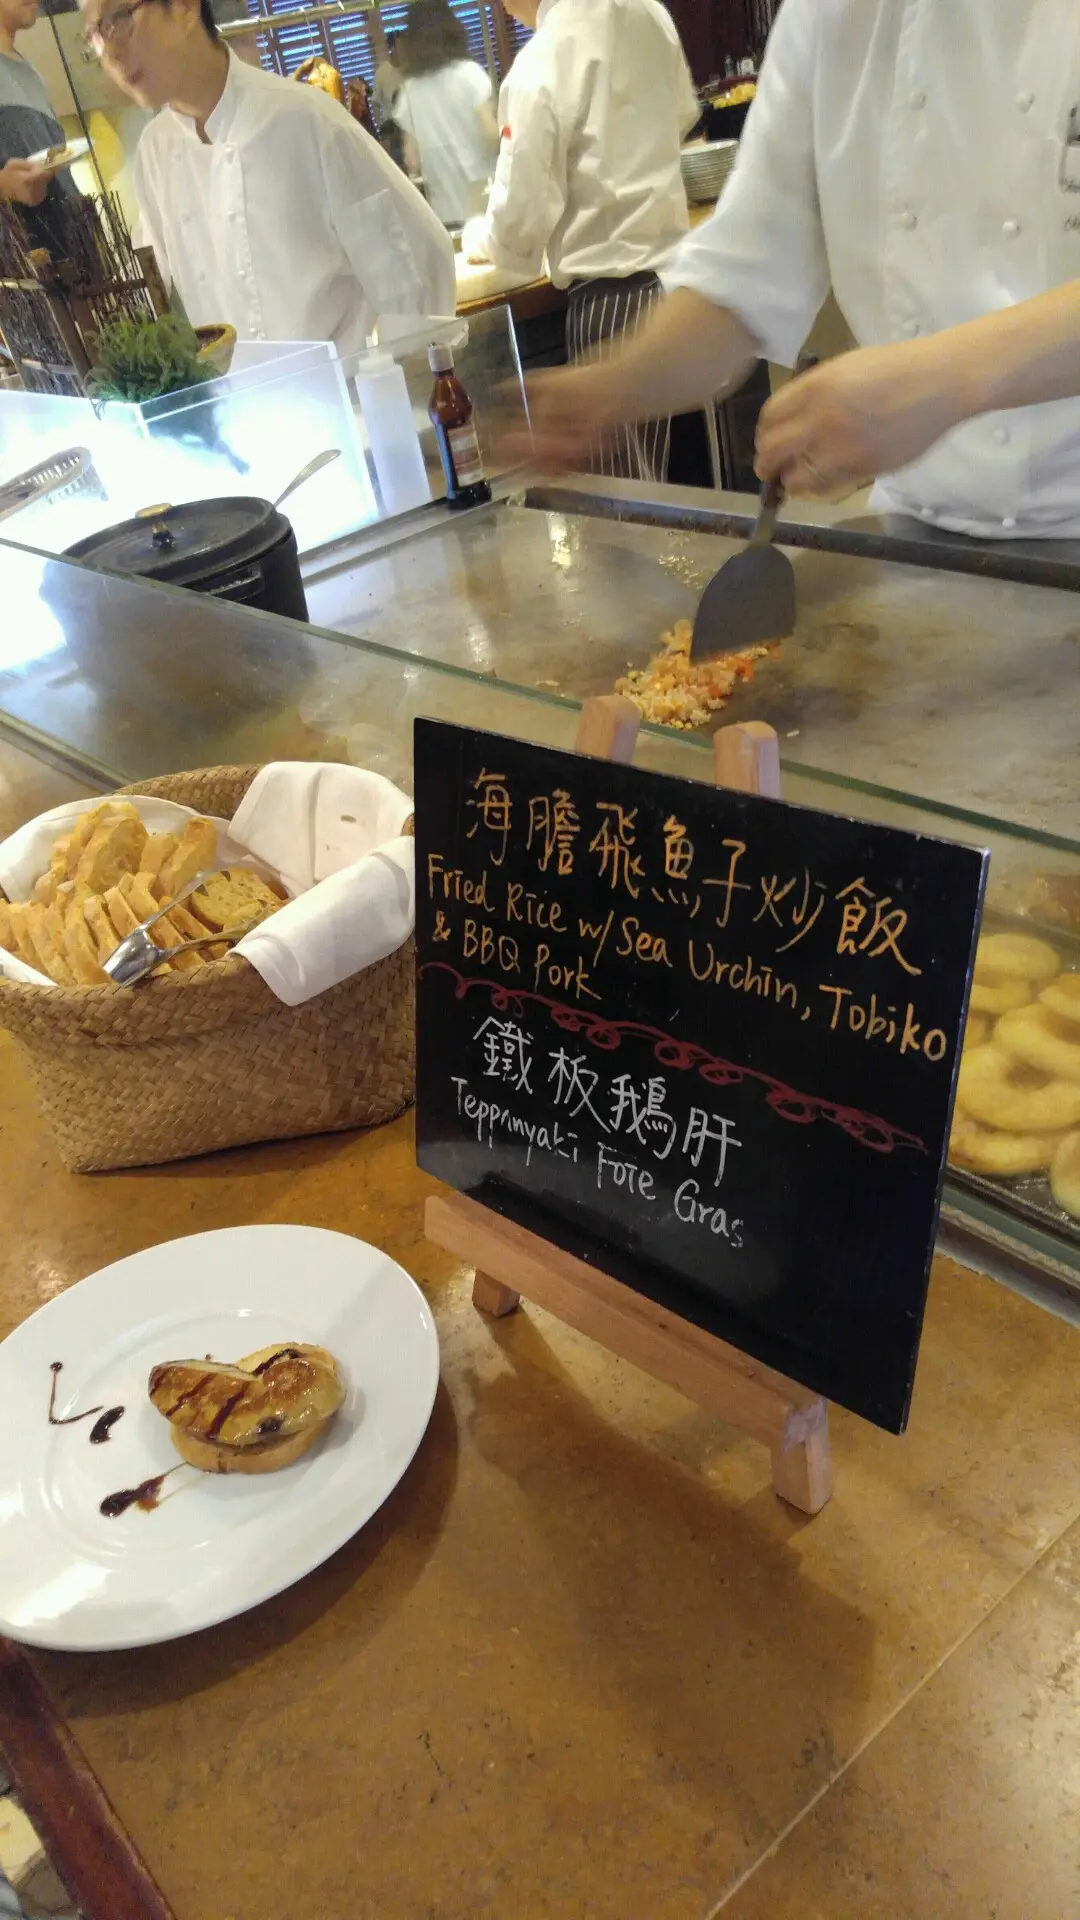 海膽飛魚子炒飯
Fried Rice w/ Sea Urchin, Tobiko
& BBQ Pork
鐵板鵝肝
Teppanyaki Foie Gras